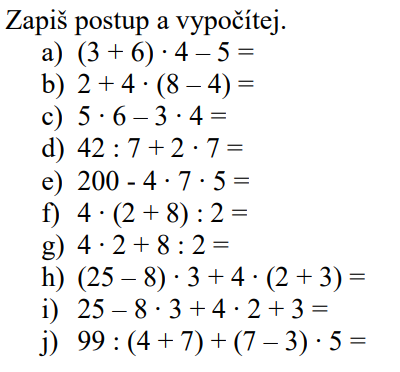 Zapiš postup a vypočítej.
a) (3 + 6) · 4 – 5 =
b) 2 + 4 · (8 – 4) =
c) 5 · 6 – 3 · 4 =
d) 42 : 7 + 2 · 7 =
e) 200 - 4 · 7 · 5 =
f) 4 · (2 + 8) : 2 =
g) 4 · 2 + 8 : 2 =
h) (25 – 8) · 3 + 4 · (2 + 3) =
i) 25 – 8 · 3 + 4 · 2 + 3 =
j) 99 : (4 + 7) + (7 – 3) · 5 =